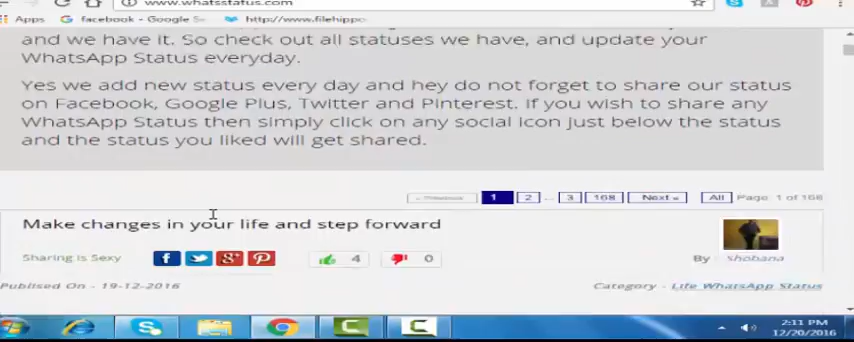 www.whatsstatus.com
Apps facebook - Google S http://www.filehippo
and we have it. So check out all statuses we have, and update your
WhatsApp Status everyday.
Yes we add new status every day and hey do not forget to share our status
on Facebook, Google Plus, Twitter and Pinterest. If you wish to share any
WhatsApp Status then simply click on any social icon just below the status
and the status you liked will get shared.
« Previous 1 2 ... 3 168 Next » All Page: 1 of 168
Make changes in your life and step forward
Sharing is Sexy 4 0 By : shobana
Publised On - 19-12-2016 Category : Life WhatsApp Status
2:11 PM
12/20/2016